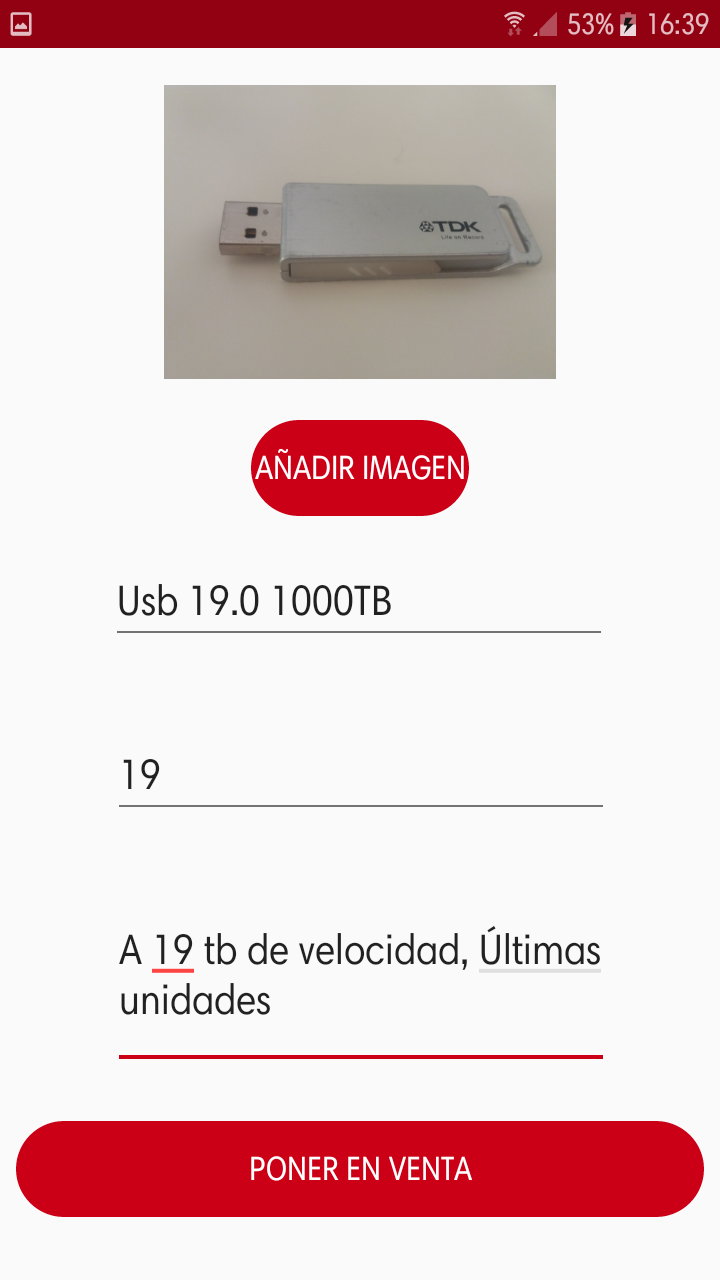 53% 16:39
TDK
Life on Record
AÑADIR IMAGEN
Usb 19.0 1000TB
19
A 19 tb de velocidad, Últimas
unidades
PONER EN VENTA